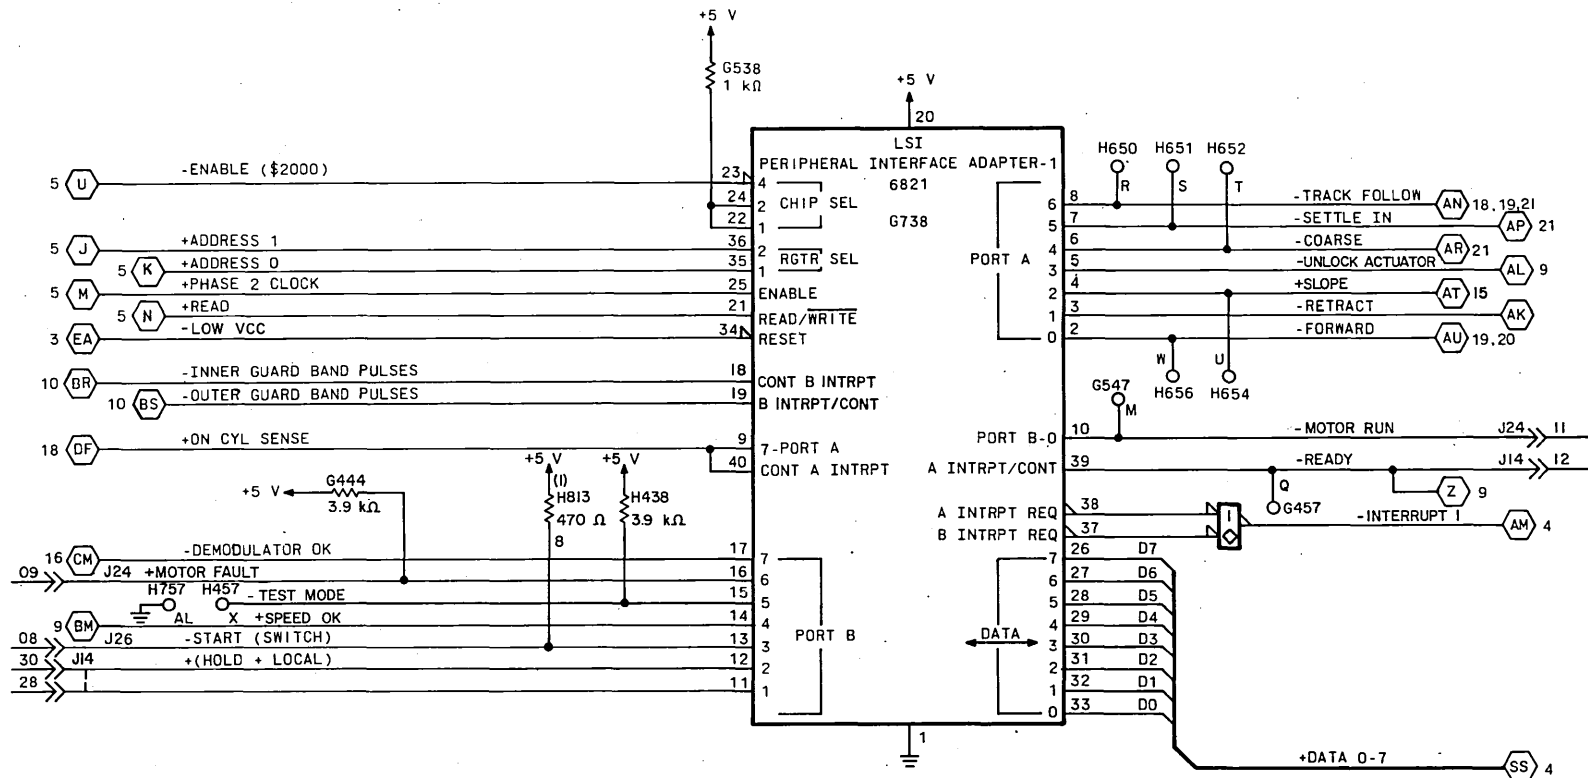 +5 V
G538
1 kΩ
+5 V
20
LSI
PERIPHERAL INTERFACE ADAPTER-1
6821
G738
5 U -ENABLE ($2000) 23 4
24 2 CHIP SEL
22 1
5 J +ADDRESS 1 36 2 RGTR SEL
5 K +ADDRESS 0 35 1
5 M +PHASE 2 CLOCK 25 ENABLE
5 N +READ 21 READ/WRITE
3 EA -LOW VCC 34 RESET
10 BR -INNER GUARD BAND PULSES 18 CONT B INTRPT
10 BS -OUTER GUARD BAND PULSES 19 B INTRPT/CONT
18 DF +ON CYL SENSE 9 7-PORT A
40 CONT A INTRPT
+5 V +5 V
(1)
+5 V G444 3.9 kΩ
H813 470 Ω 8
H438 3.9 kΩ
16 CM -DEMODULATOR OK 17 7
09 J24 +MOTOR FAULT 16 6
H757 AL H457 X -TEST MODE 15 5
9 BM +SPEED OK 14 4
PORT B
08 J26 -START (SWITCH) 13 3
30 J14 +(HOLD + LOCAL) 12 2
28 11 1
1
H650 H651 H652
R S T
PORT A
6 8 -TRACK FOLLOW AN 18,19,21
5 7 -SETTLE IN AP 21
4 6 -COARSE AR 21
3 5 -UNLOCK ACTUATOR AL 9
2 4 +SLOPE AT 15
1 3 -RETRACT AK
0 2 -FORWARD AU 19,20
W U
H656 H654
G547
M
PORT B-0 10 -MOTOR RUN J24 11
A INTRPT/CONT 39 -READY J14 12
Q
G457
Z 9
A INTRPT REQ 38
B INTRPT REQ 37
1 -INTERRUPT 1 AM 4
7 26 D7
6 27 D6
5 28 D5
4 29 D4
DATA
3 30 D3
2 31 D2
1 32 D1
0 33 D0
+DATA 0-7 SS 4